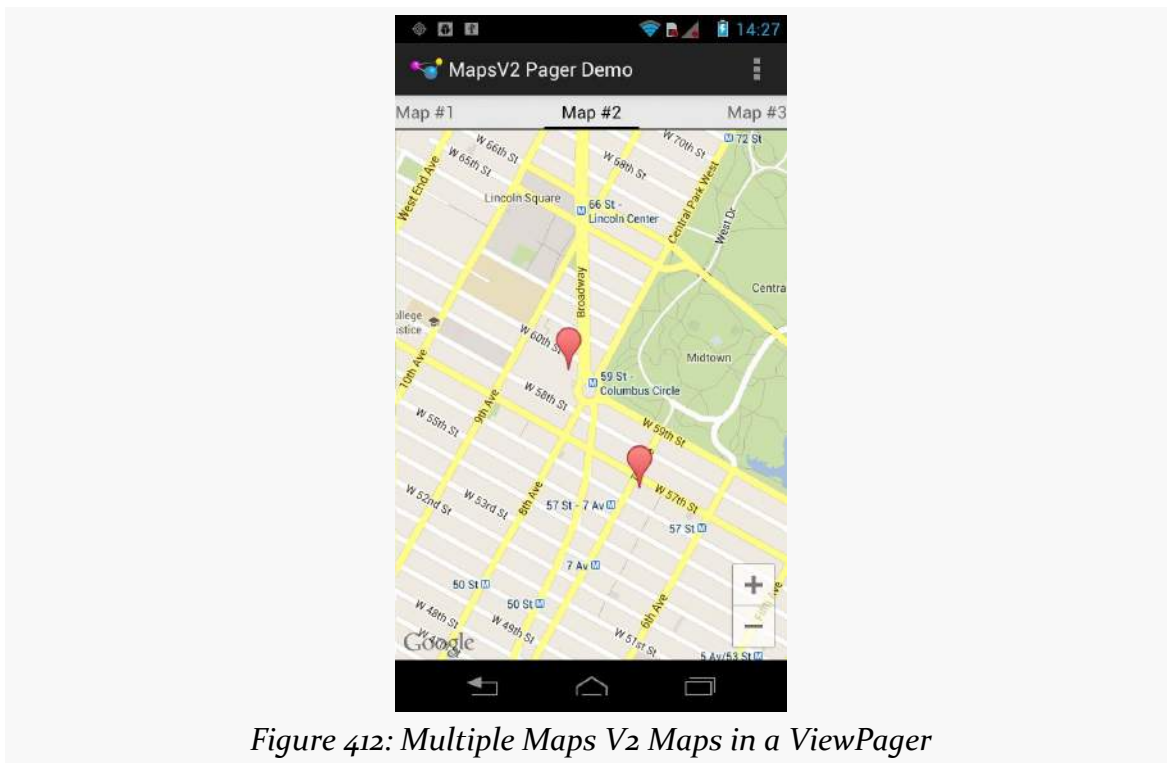 14:27
MapsV2 Pager Demo
Map #1
Map #2
Map #3
W 66th St
W 65th St
W 68th St
W 70th St
M 72 St
West End Ave
Central Park West
West Dr
Lincoln Square
M 66 St -
Lincoln Center
Broadway
Centra
ollege
stice
W 60th St
Midtown
10th Ave
M 59 St -
Columbus Circle
W 58th St
9th Ave
W 55th St
W 59th St
W 52nd St
W 53rd St
8th Ave
57 St - 7 Av M
W 57th St
57 St M
7 Av M
50 St M
50 St M
+
−
W 48th St
W 49th St
6th Ave
W 51st St
Google
5 Av/53 St M
Figure 412: Multiple Maps V2 Maps in a ViewPager